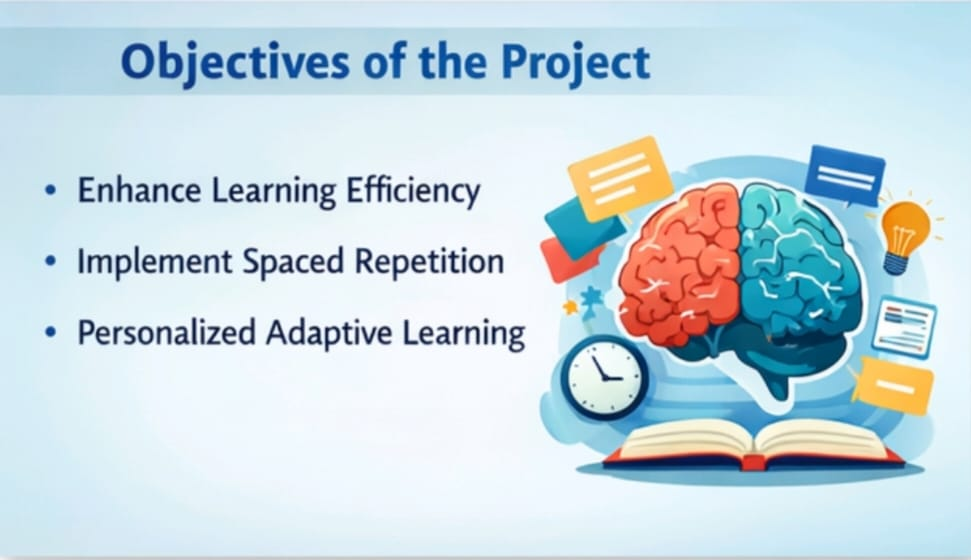 Objectives of the Project
• Enhance Learning Efficiency
• Implement Spaced Repetition
• Personalized Adaptive Learning